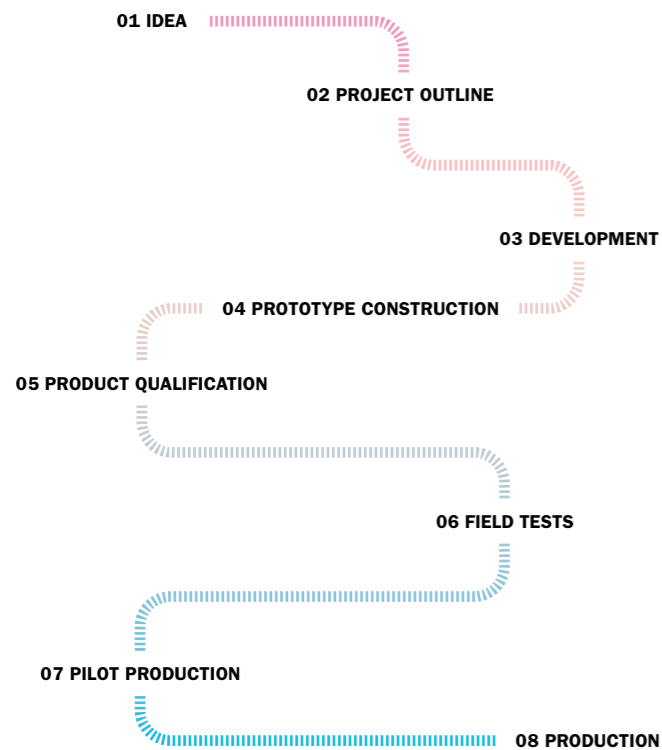 01 IDEA
02 PROJECT OUTLINE
03 DEVELOPMENT
04 PROTOTYPE CONSTRUCTION
05 PRODUCT QUALIFICATION
06 FIELD TESTS
07 PILOT PRODUCTION
08 PRODUCTION